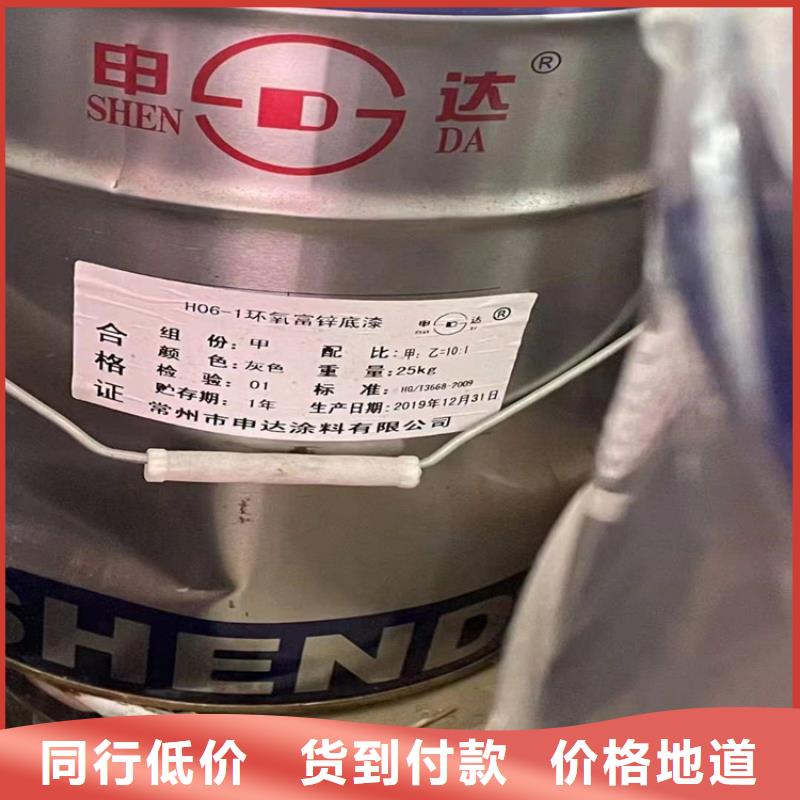 申 达®
SHEN D DA
H06-1环氧富锌底漆 申 D 达®
合格证
组 份:甲 配 比:甲:乙=10:1
颜 色:灰色 重 量:25kg
检 验:01 标 准:HG/T3668-2009
贮存期:1年 生产日期:2019年12月31日
常州市申达涂料有限公司
SHEND
同行低价 货到付款 价格地道